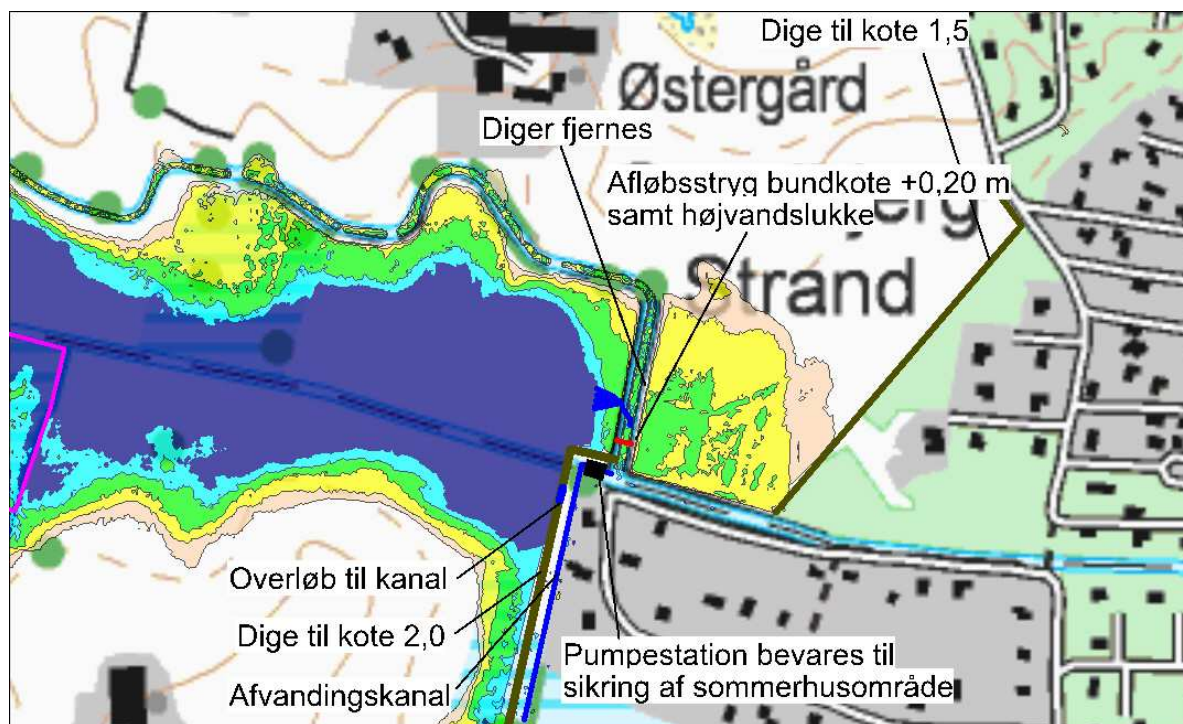 Dige til kote 1,5
Østergård
Diger fjernes
Afløbsstryg bundkote +0,20 m
samt højvandslukke
Strand
Overløb til kanal
Dige til kote 2,0
Afvandingskanal
Pumpestation bevares til
sikring af sommerhusområde